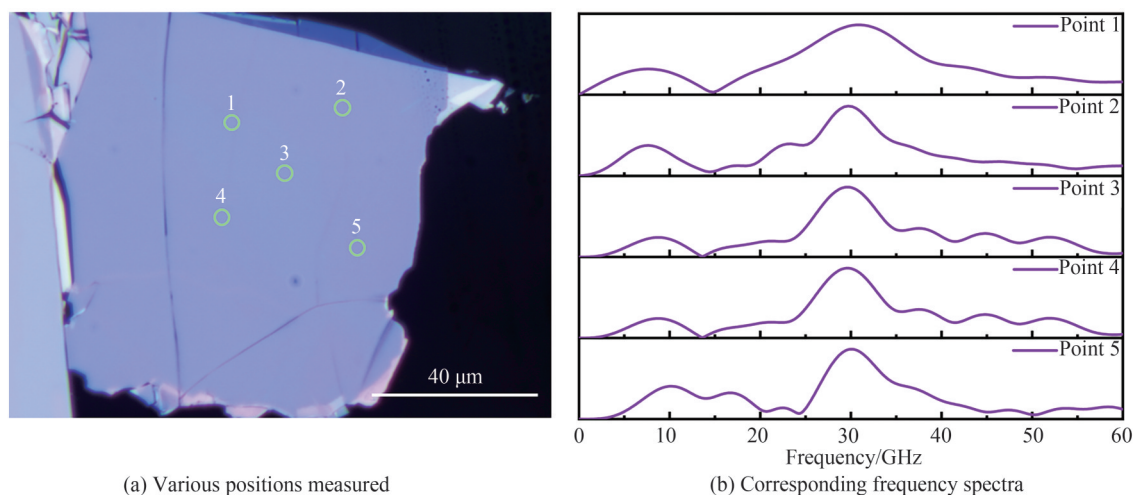 1
2
3
4
5
40 μm
(a) Various positions measured
Point 1
Point 2
Point 3
Point 4
Point 5
0 10 20 30 40 50 60
Frequency/GHz
(b) Corresponding frequency spectra